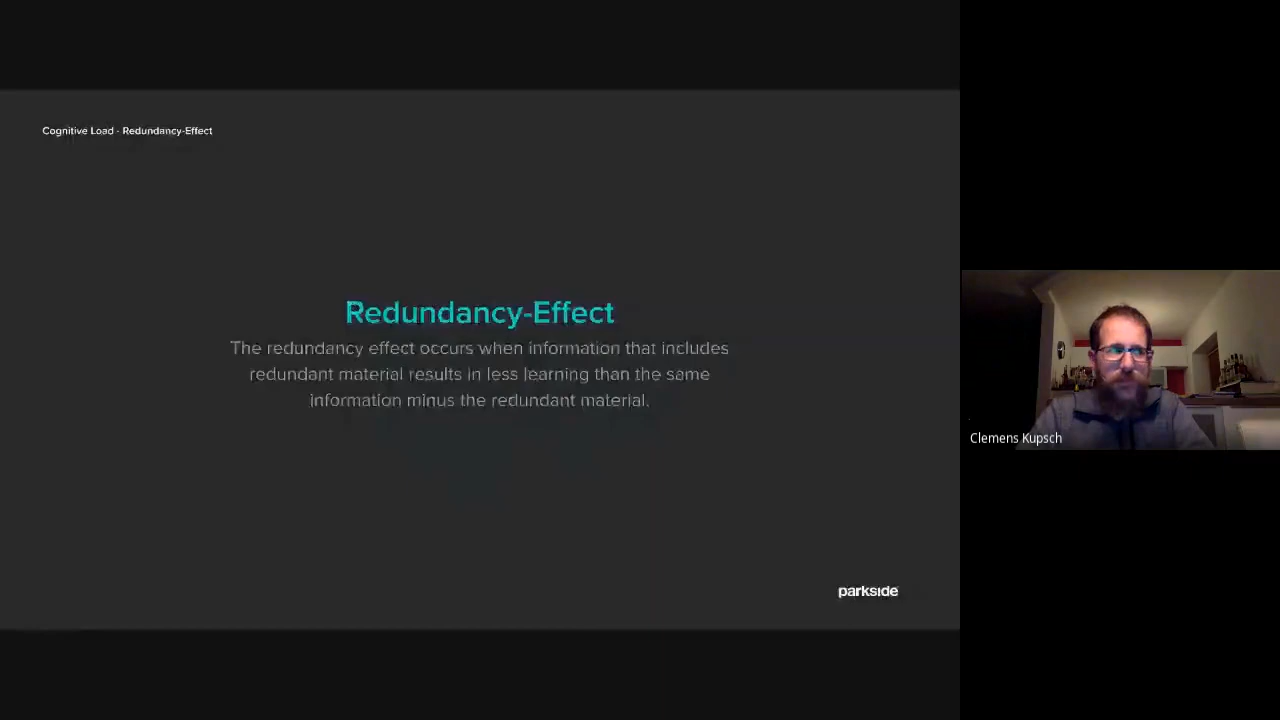 Cognitive Load - Redundancy-Effect
Redundancy-Effect
The redundancy effect occurs when information that includes
redundant material results in less learning than the same
information minus the redundant material.
parkside
Clemens Kupsch